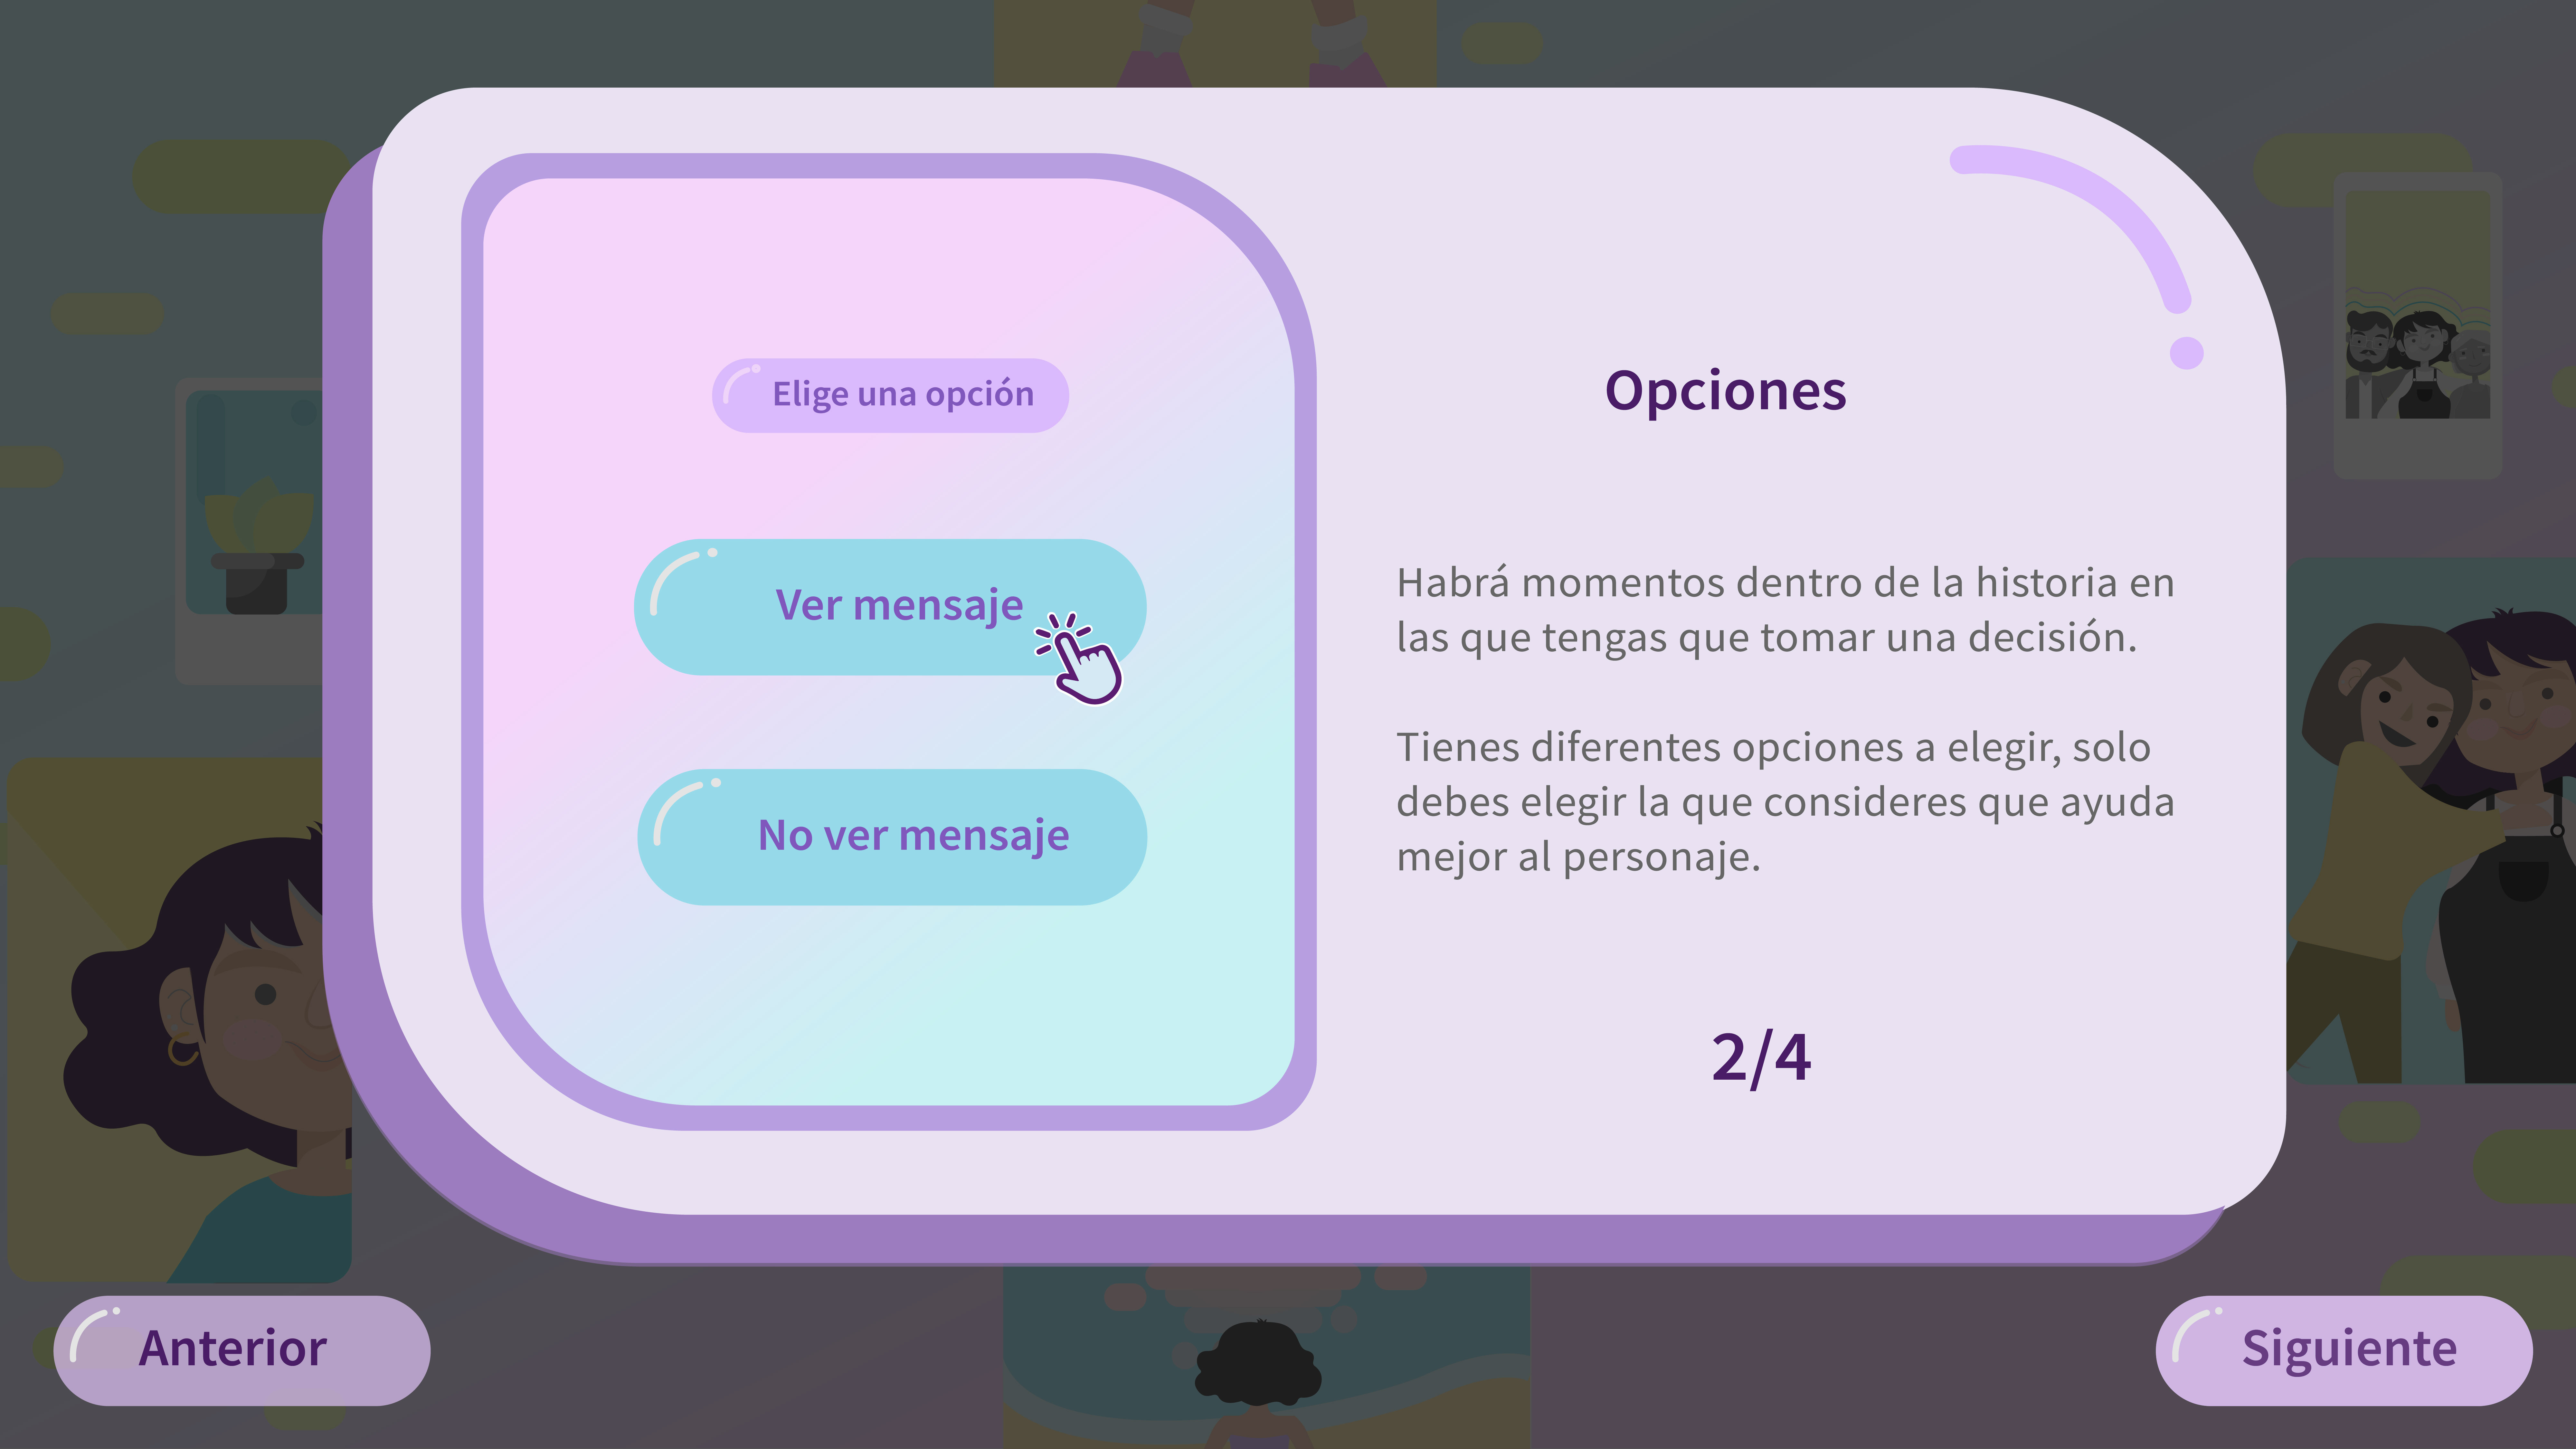 Elige una opción
Ver mensaje
No ver mensaje
Opciones
Habrá momentos dentro de la historia en
las que tengas que tomar una decisión.
Tienes diferentes opciones a elegir, solo
debes elegir la que consideres que ayuda
mejor al personaje.
2/4
Anterior
Siguiente